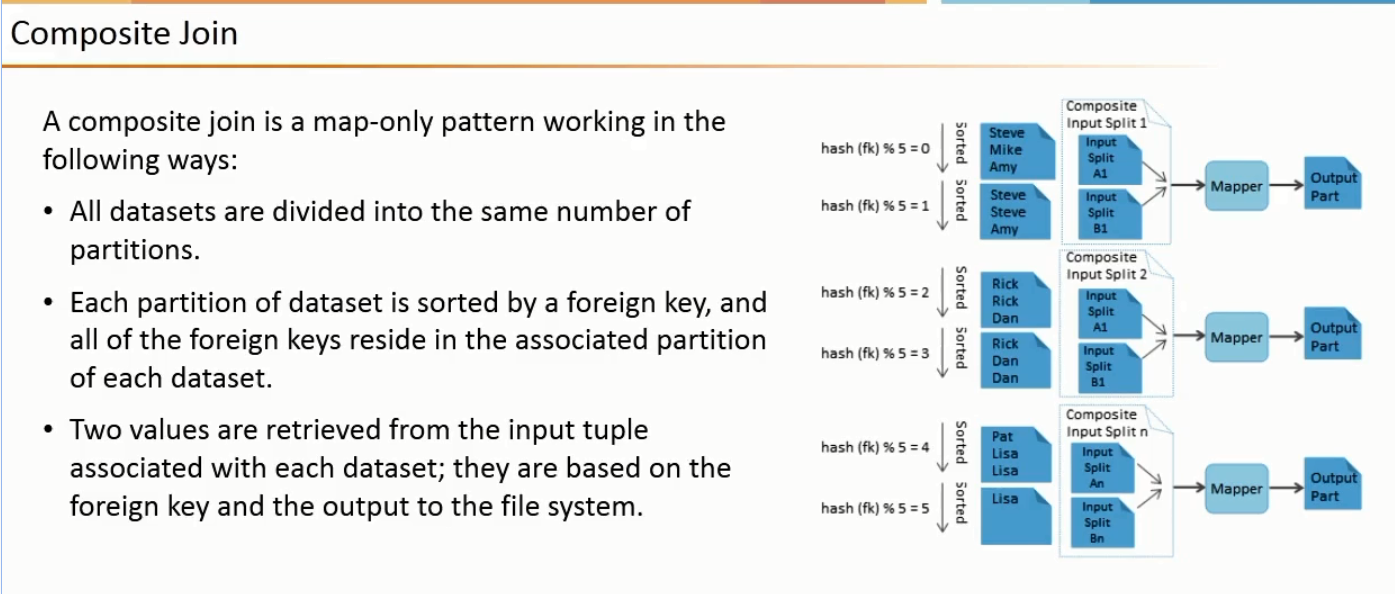 Composite Join
A composite join is a map-only pattern working in the
following ways:
• All datasets are divided into the same number of
partitions.
• Each partition of dataset is sorted by a foreign key, and
all of the foreign keys reside in the associated partition
of each dataset.
• Two values are retrieved from the input tuple
associated with each dataset; they are based on the
foreign key and the output to the file system.
hash (fk) % 5 = 0
Sorted
Steve
Mike
Amy
hash (fk) % 5 = 1
Sorted
Steve
Steve
Amy
Composite
Input Split 1
Input
Split
A1
Input
Split
B1
Mapper
Output
Part
hash (fk) % 5 = 2
Sorted
Rick
Rick
Dan
hash (fk) % 5 = 3
Sorted
Rick
Dan
Dan
Composite
Input Split 2
Input
Split
A1
Input
Split
B1
Mapper
Output
Part
hash (fk) % 5 = 4
Sorted
Pat
Lisa
Lisa
hash (fk) % 5 = 5
Sorted
Lisa
Composite
Input Split n
Input
Split
An
Input
Split
Bn
Mapper
Output
Part